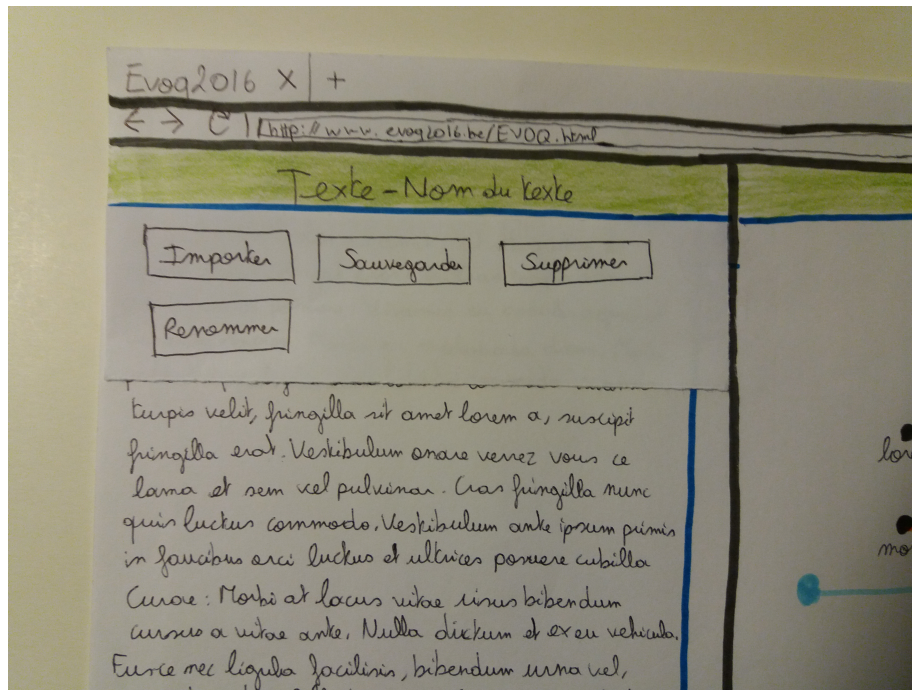 Evoq2016 X +
← → C http://www.evoq2016.be/EVOQ.html
Texte - Nom du texte
Importer Sauvegarder Supprimer
Renommer
turpis velit, fringilla sit amet lorem a, suscipit
fringilla erat. Vestibulum ornare verrez vous ce
lama et sem vel pulvinar. Cras fringilla nunc
quis luctus commodo. Vestibulum ante ipsum primis
in faucibus orci luctus et ultrices posuere cubilla
Curae: Morbi at lacus vitae risus bibendum
cursus a vitae ante. Nulla dictum et ex eu vehicula.
Fusce nec ligula facilisis, bibendum urna vel,